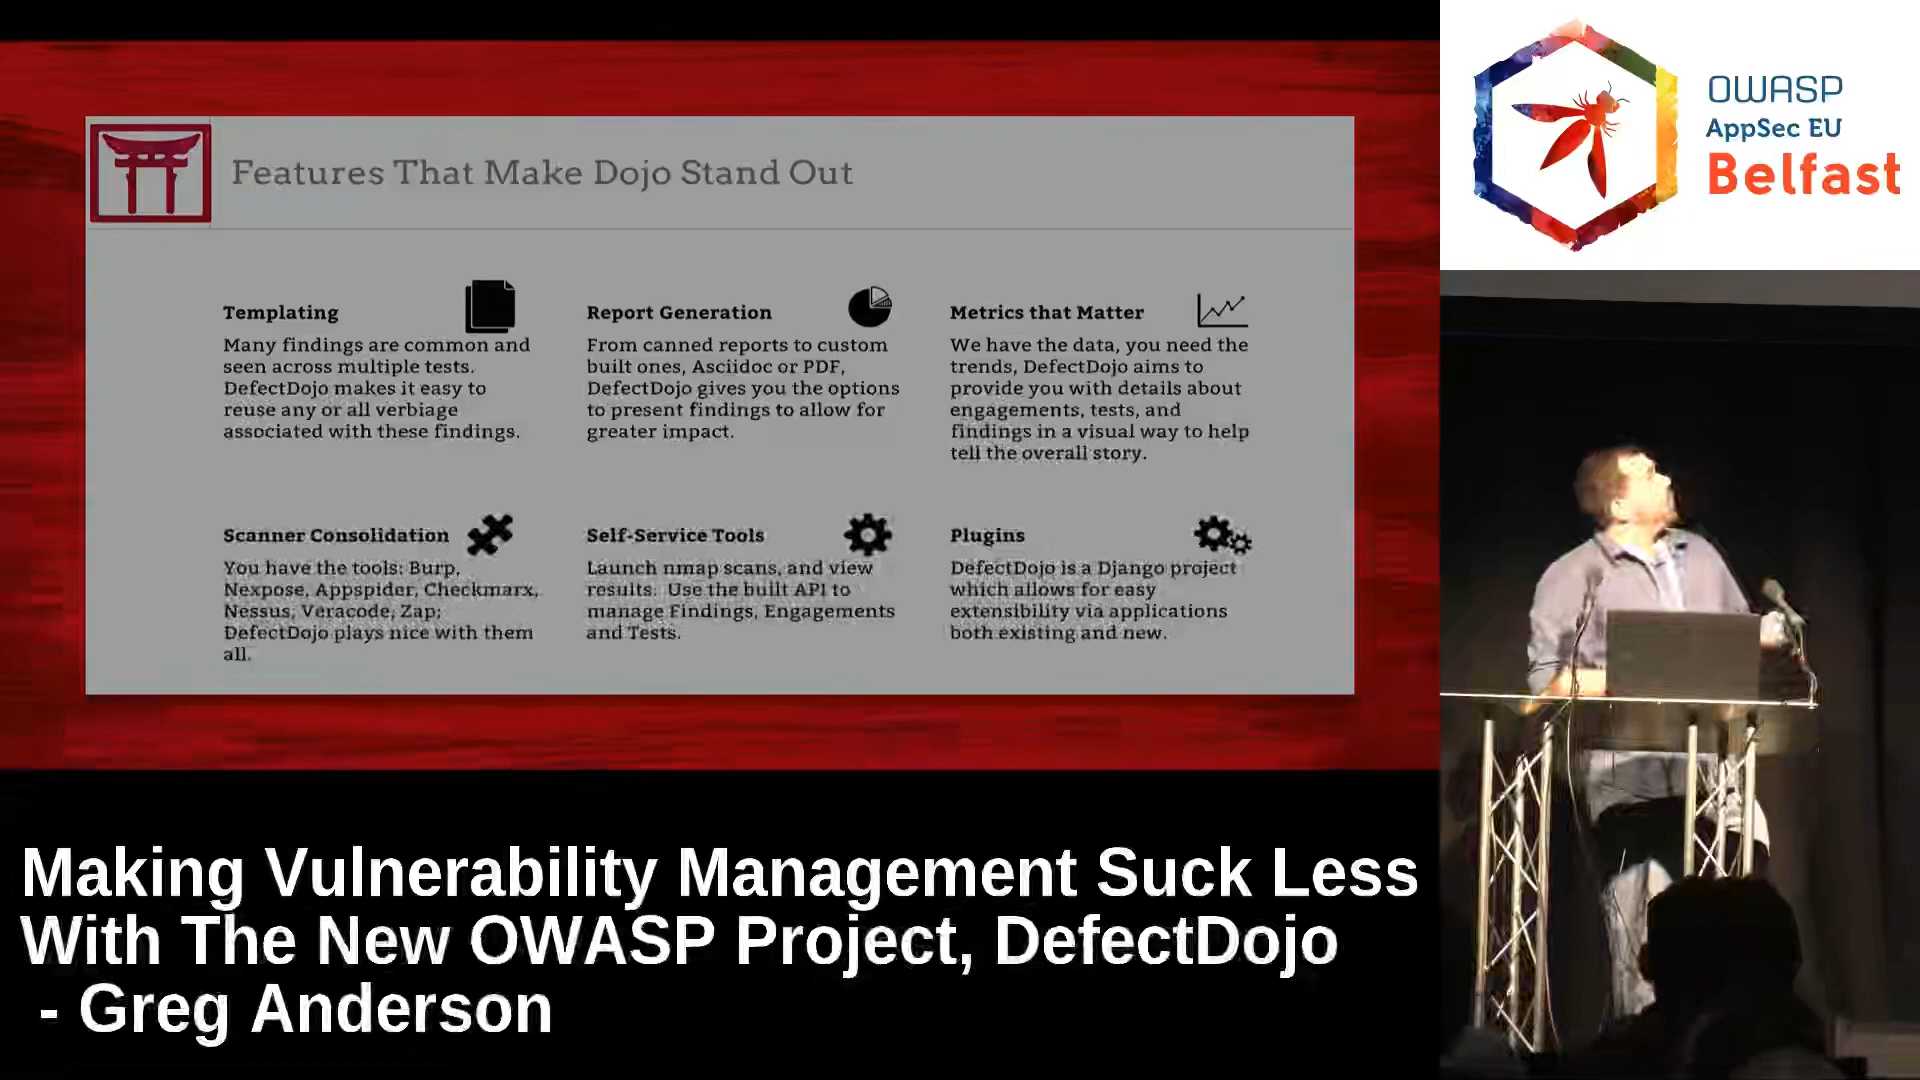 Features That Make Dojo Stand Out
Templating
Many findings are common and
seen across multiple tests.
DefectDojo makes it easy to
reuse any or all verbiage
associated with these findings.
Report Generation
From canned reports to custom
built ones, Asciidoc or PDF,
DefectDojo gives you the options
to present findings to allow for
greater impact.
Metrics that Matter
We have the data, you need the
trends, DefectDojo aims to
provide you with details about
engagements, tests, and
findings in a visual way to help
tell the overall story.
Scanner Consolidation
You have the tools: Burp,
Nexpose, Appspider, Checkmarx,
Nessus, Veracode, Zap;
DefectDojo plays nice with them
all.
Self-Service Tools
Launch nmap scans, and view
results. Use the built API to
manage Findings, Engagements
and Tests.
Plugins
DefectDojo is a Django project
which allows for easy
extensibility via applications
both existing and new.
OWASP
AppSec EU
Belfast
Making Vulnerability Management Suck Less
With The New OWASP Project, DefectDojo
- Greg Anderson